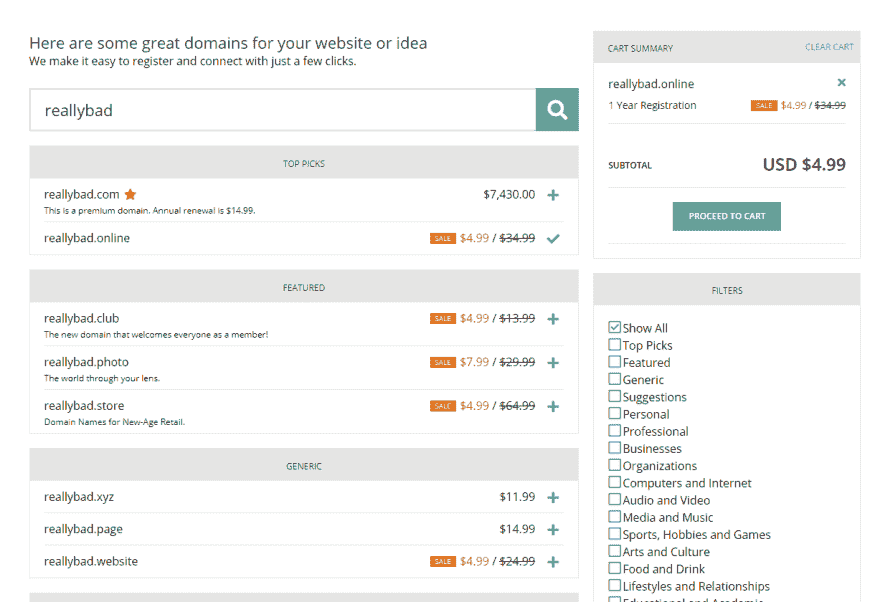 Here are some great domains for your website or idea
We make it easy to register and connect with just a few clicks.
reallybad
TOP PICKS
reallybad.com
$7,430.00
This is a premium domain. Annual renewal is $14.99.
reallybad.online
SALE $4.99 / $34.99
FEATURED
reallybad.club
SALE $4.99 / $13.99
The new domain that welcomes everyone as a member!
reallybad.photo
SALE $7.99 / $29.99
The world through your lens.
reallybad.store
SALE $4.99 / $64.99
Domain Names for New-Age Retail.
GENERIC
reallybad.xyz
$11.99
reallybad.page
$14.99
reallybad.website
SALE $4.99 / $24.99
CART SUMMARY
CLEAR CART
reallybad.online
1 Year Registration
SALE $4.99 / $34.99
SUBTOTAL
USD $4.99
PROCEED TO CART
FILTERS
Show All
Top Picks
Featured
Generic
Suggestions
Personal
Professional
Businesses
Organizations
Computers and Internet
Audio and Video
Media and Music
Sports, Hobbies and Games
Arts and Culture
Food and Drink
Lifestyles and Relationships